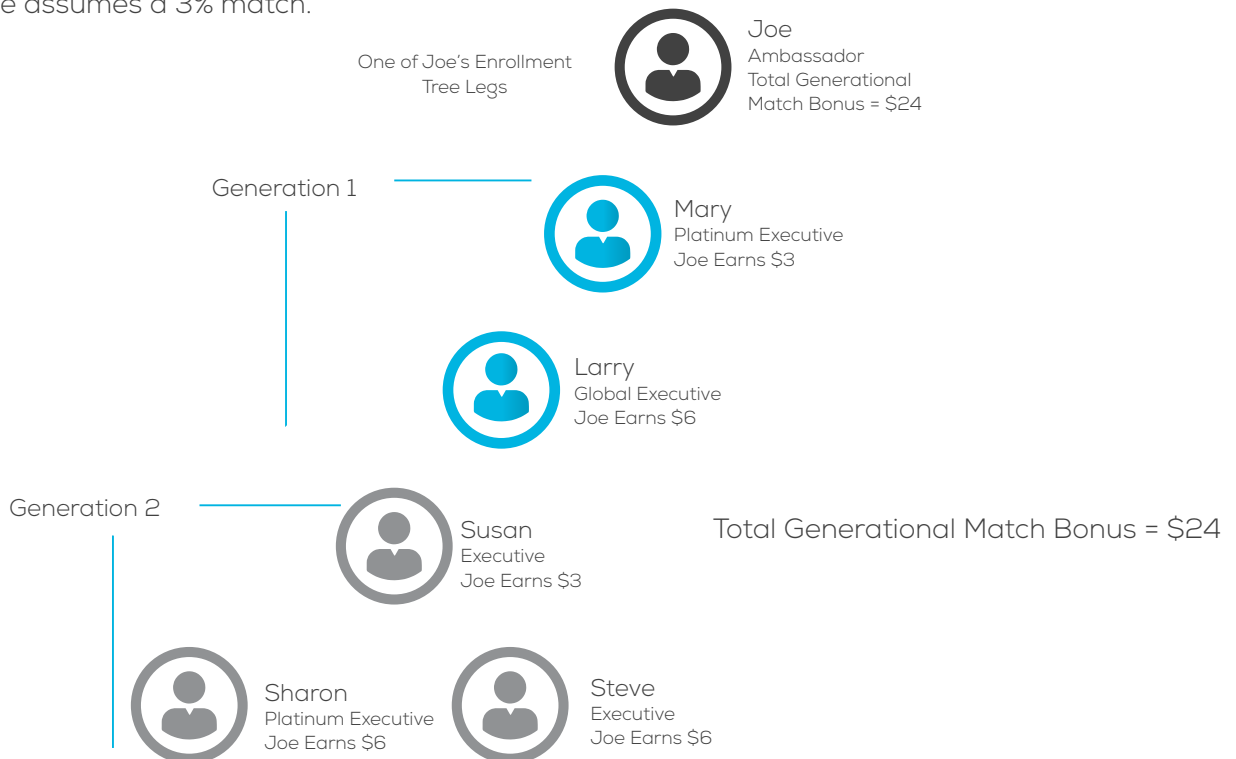 e assumes a 3% match.
One of Joe's Enrollment
Tree Legs
Joe
Ambassador
Total Generational
Match Bonus = $24
Generation 1
Mary
Platinum Executive
Joe Earns $3
Larry
Global Executive
Joe Earns $6
Generation 2
Susan
Executive
Joe Earns $3
Total Generational Match Bonus = $24
Sharon
Platinum Executive
Joe Earns $6
Steve
Executive
Joe Earns $6